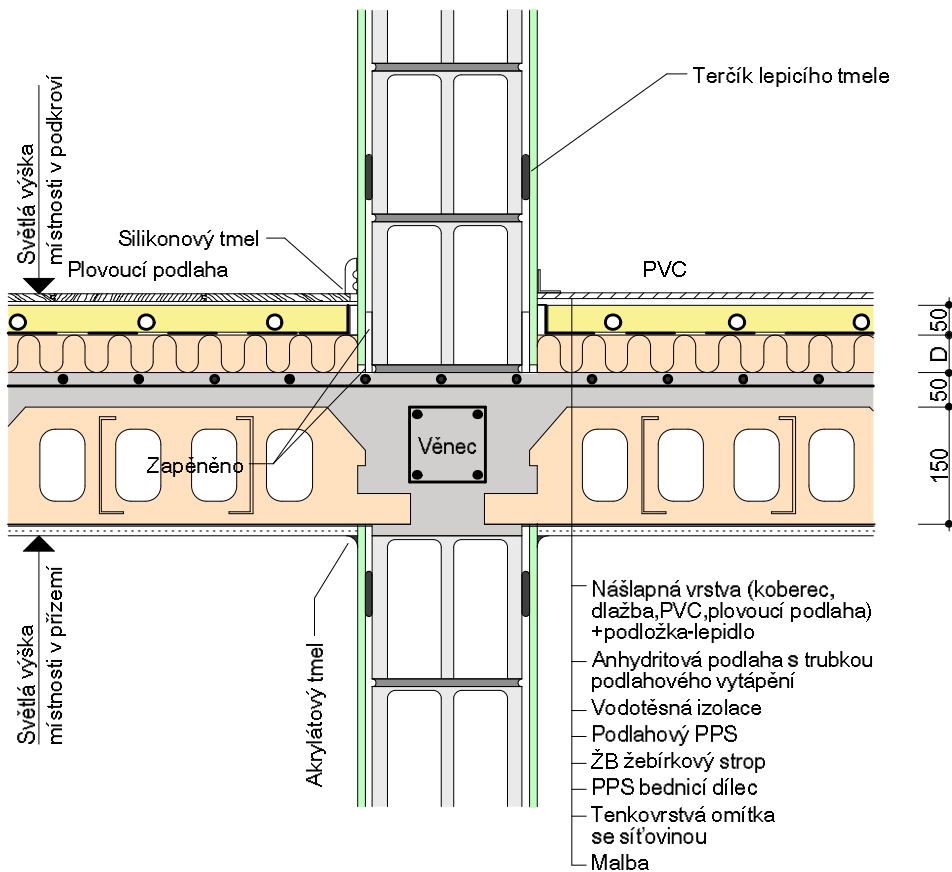 Terčík lepicího tmele
Světlá výška
místnosti v podkroví
Silikonový tmel
Plovoucí podlaha
PVC
50
D
50
150
Věnec
Zapěněno
Světlá výška
místnosti v přízemí
Akrylátový tmel
Nášlapná vrstva (koberec,
dlažba,PVC,plovoucí podlaha)
+podložka-lepidlo
Anhydritová podlaha s trubkou
podlahového vytápění
Vodotěsná izolace
Podlahový PPS
ŽB žebírkový strop
PPS bednicí dílec
Tenkovrstvá omítka
se síťovinou
Malba